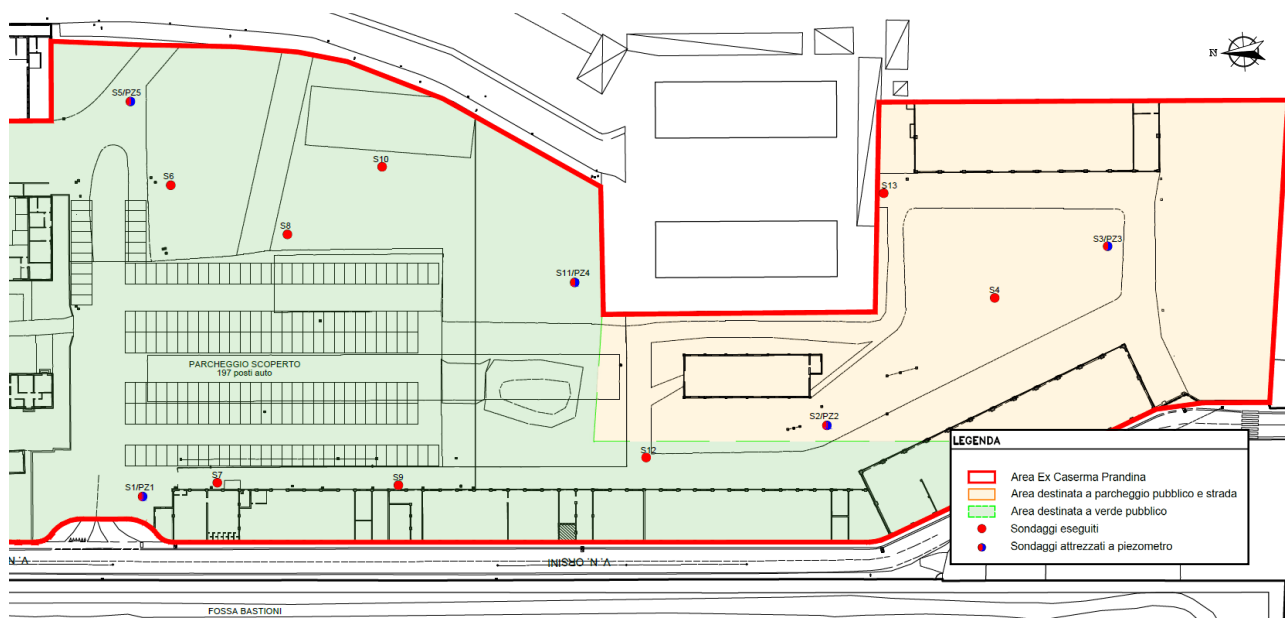 N
S5/PZ5
S10
S6
S13
S8
S3/PZ3
S11/PZ4
S4
PARCHEGGIO SCOPERTO
197 posti auto
S2/PZ2
LEGENDA
S12
S7
S9
Area Ex Caserma Prandina
S1/PZ1
Area destinata a parcheggio pubblico e strada
Area destinata a verde pubblico
Sondaggi eseguiti
Sondaggi attrezzati a piezometro
V. N
V. N. ORSINI
FOSSA BASTIONI